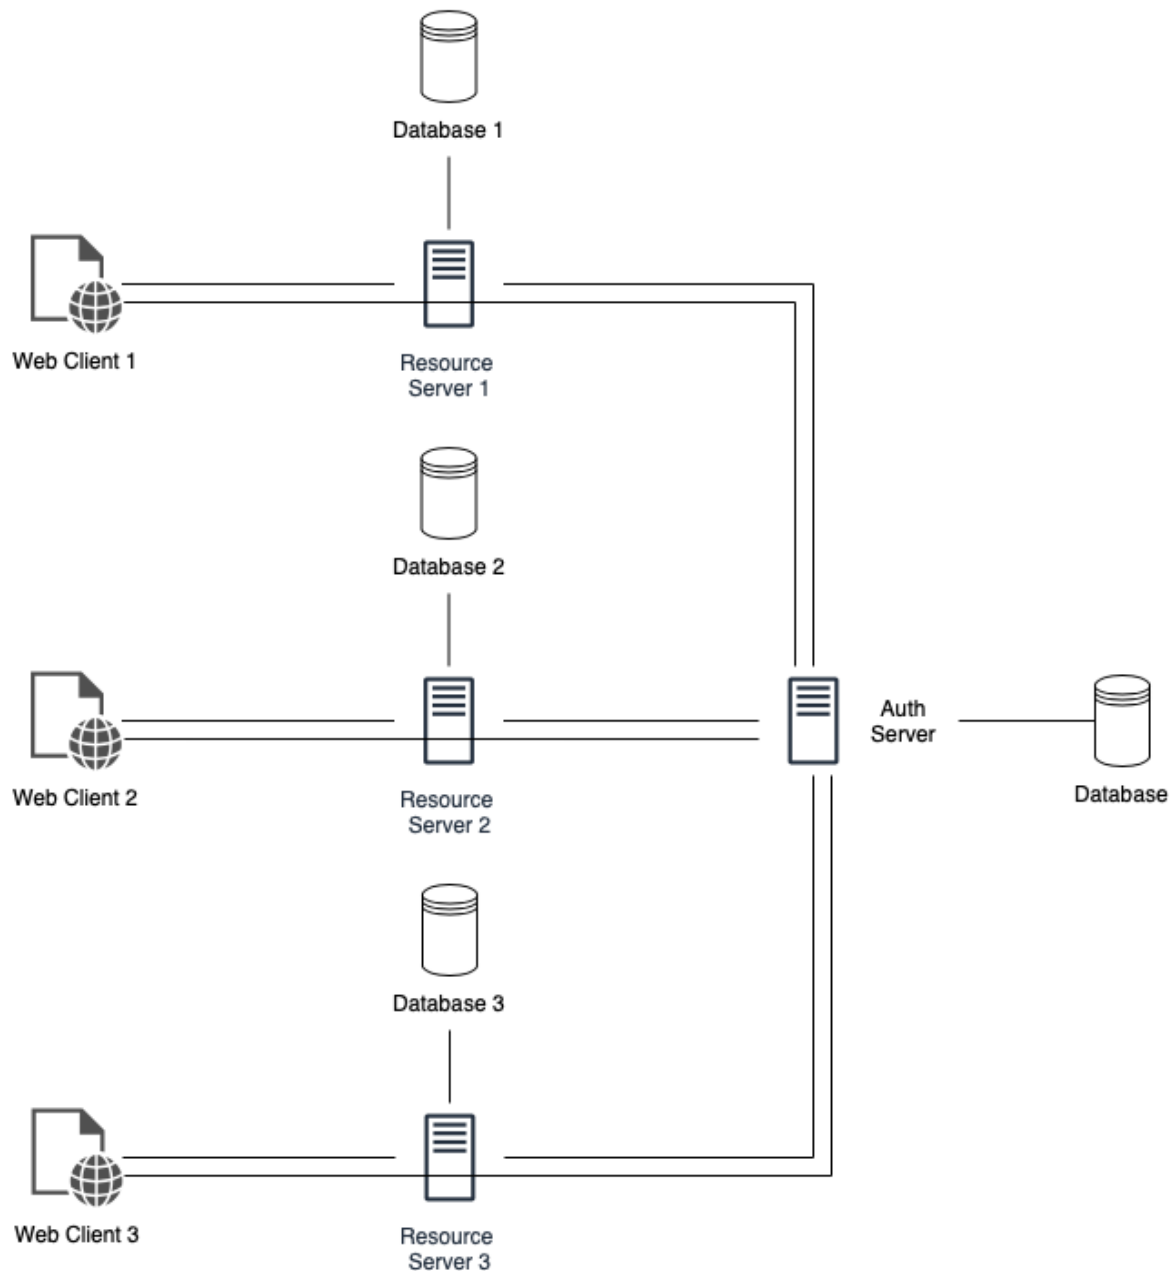 Database 1
Web Client 1
Resource
Server 1
Database 2
Auth
Server
Web Client 2
Resource
Server 2
Database
Database 3
Web Client 3
Resource
Server 3